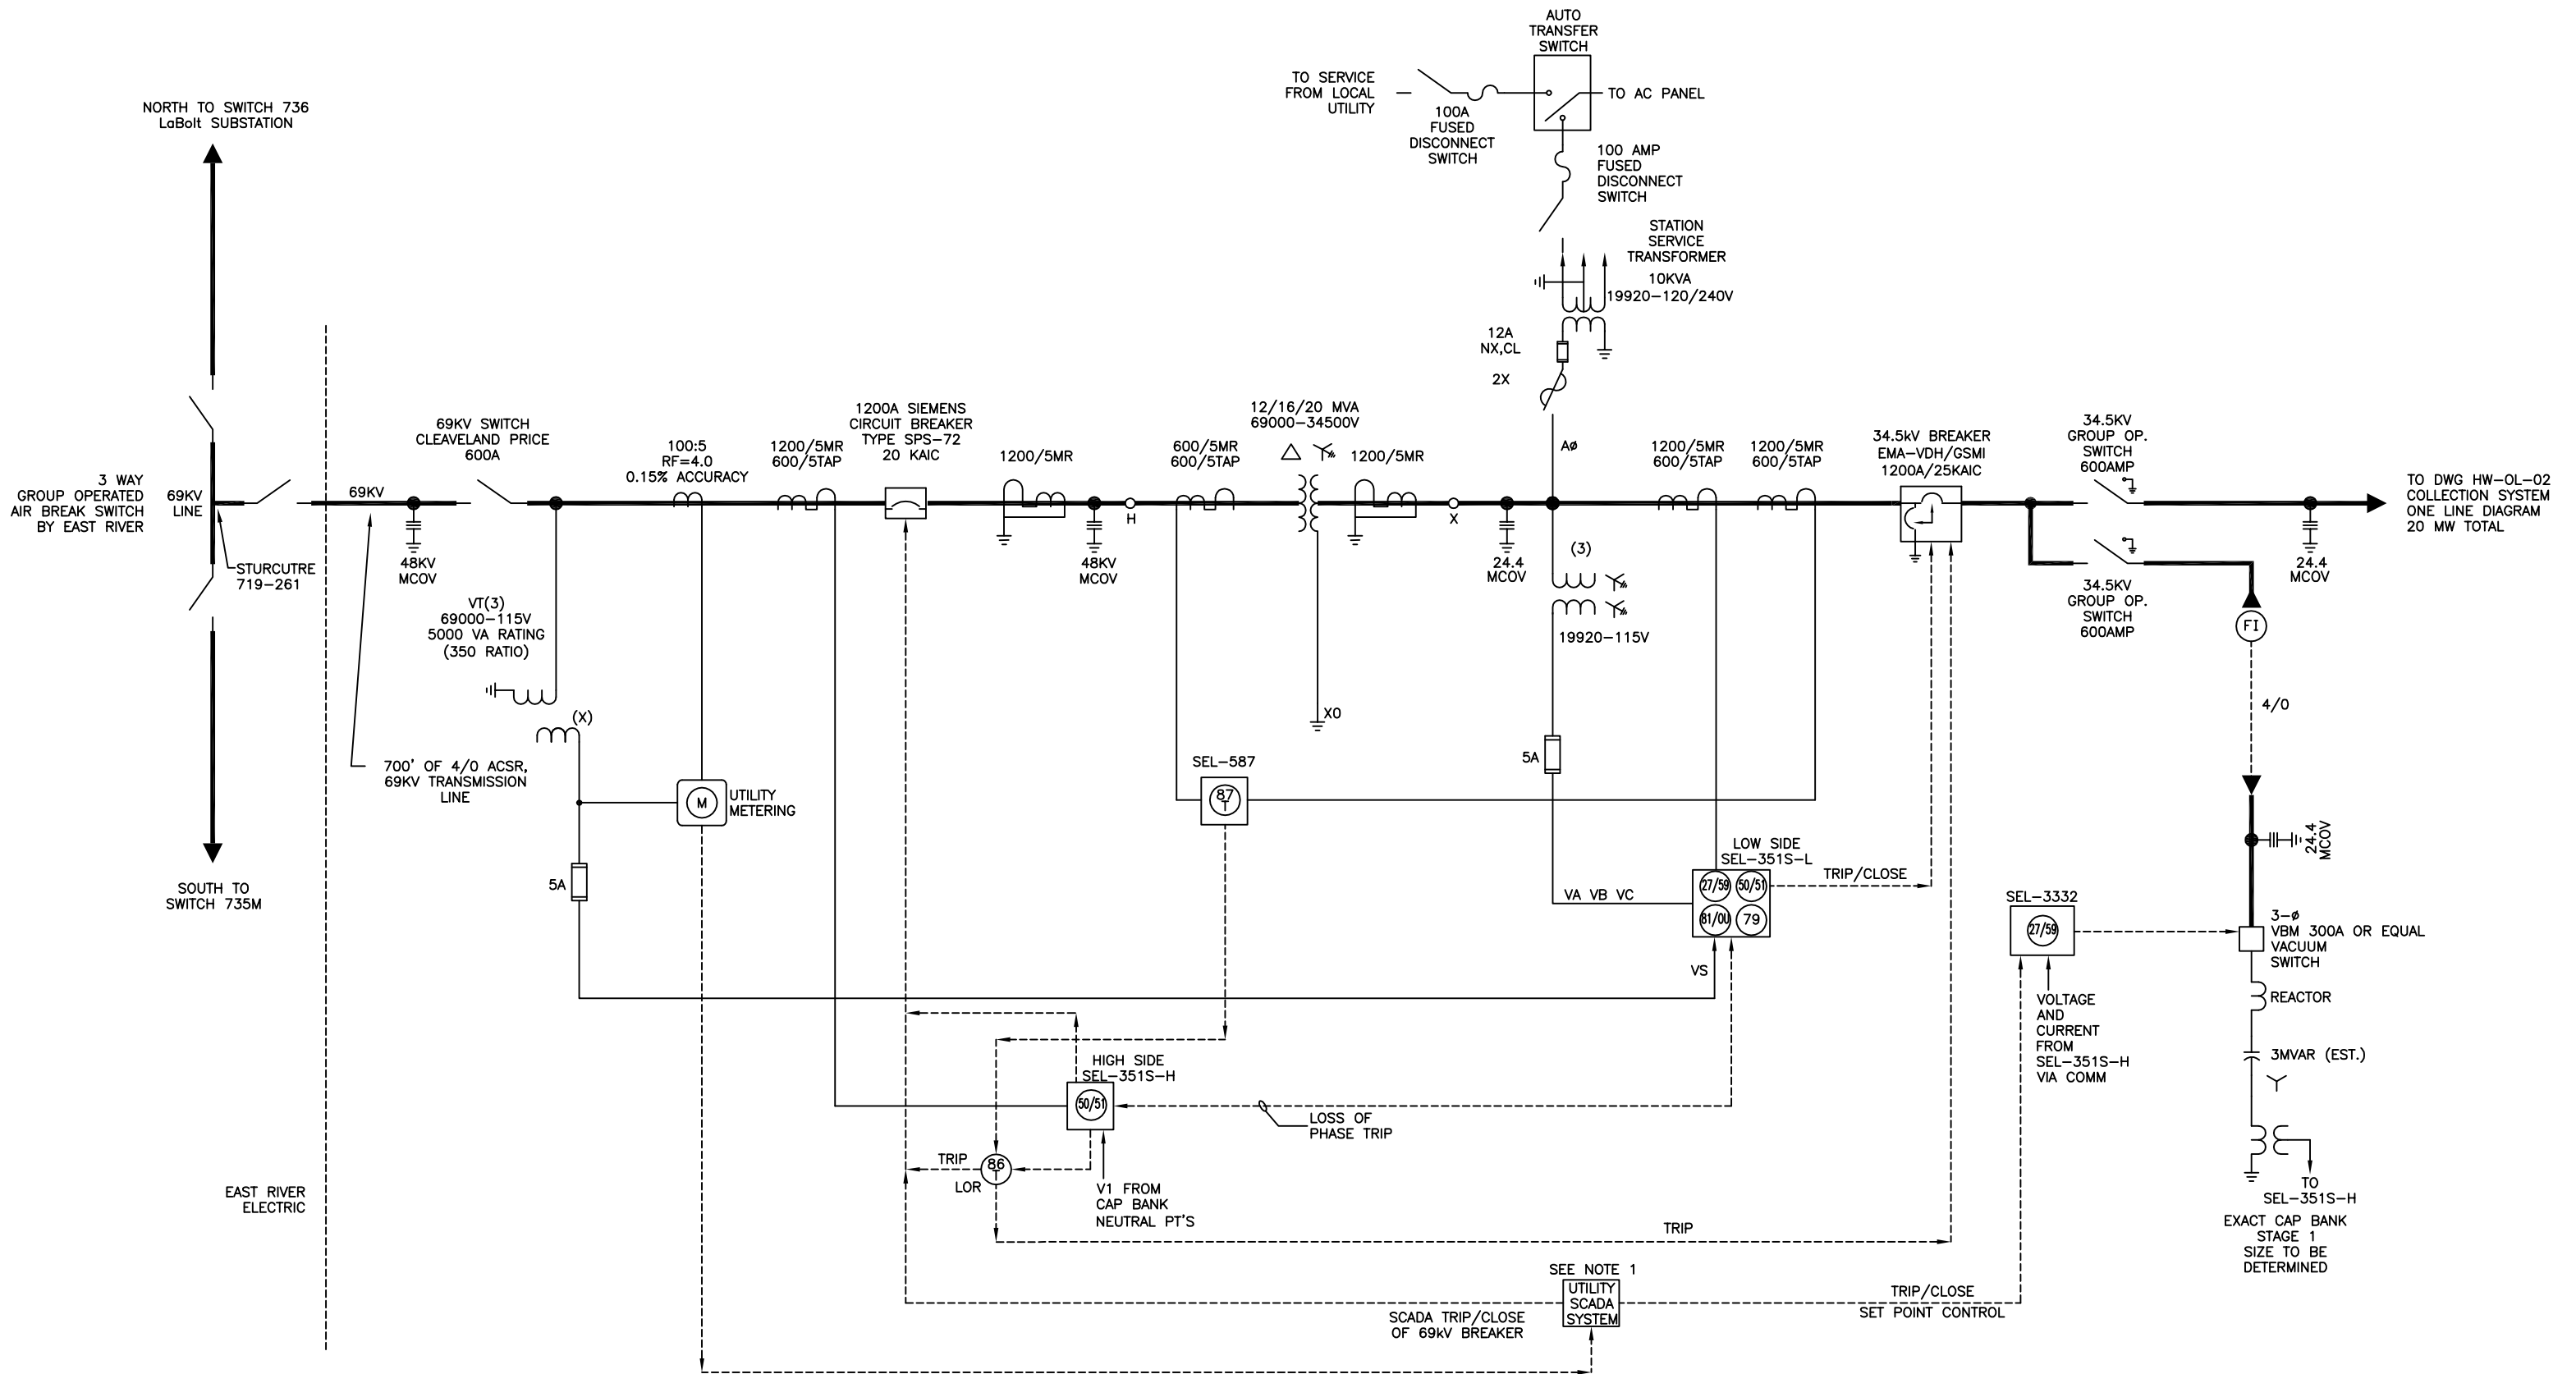 AUTO
TRANSFER
SWITCH
TO SERVICE
FROM LOCAL
UTILITY
TO AC PANEL
100A
FUSED
DISCONNECT
SWITCH
100 AMP
FUSED
DISCONNECT
SWITCH
STATION
SERVICE
TRANSFORMER
10KVA
19920-120/240V
12A
NX,CL
2X
AØ
NORTH TO SWITCH 736
LaBolt SUBSTATION
3 WAY
GROUP OPERATED
AIR BREAK SWITCH
BY EAST RIVER
69KV
LINE
STURCUTRE
719-261
SOUTH TO
SWITCH 735M
EAST RIVER
ELECTRIC
69KV
48KV
MCOV
69KV SWITCH
CLEAVELAND PRICE
600A
700' OF 4/0 ACSR,
69KV TRANSMISSION
LINE
VT(3)
69000-115V
5000 VA RATING
(350 RATIO)
(X)
5A
100:5
RF=4.0
0.15% ACCURACY
M
UTILITY
METERING
1200/5MR
600/5TAP
1200A SIEMENS
CIRCUIT BREAKER
TYPE SPS-72
20 KAIC
1200/5MR
48KV
MCOV
H
600/5MR
600/5TAP
12/16/20 MVA
69000-34500V
1200/5MR
X
X0
24.4
MCOV
(3)
19920-115V
5A
1200/5MR
600/5TAP
1200/5MR
600/5TAP
34.5kV BREAKER
EMA-VDH/GSMI
1200A/25KAIC
34.5KV
GROUP OP.
SWITCH
600AMP
34.5KV
GROUP OP.
SWITCH
600AMP
24.4
MCOV
TO DWG HW-OL-02
COLLECTION SYSTEM
ONE LINE DIAGRAM
20 MW TOTAL
FI
4/0
24.4
MCOV
SEL-587
87
T
LOW SIDE
SEL-351S-L
27/59
50/51
81/OU
79
VA VB VC
VS
TRIP/CLOSE
SEL-3332
27/59
VOLTAGE
AND
CURRENT
FROM
SEL-351S-H
VIA COMM
3-Ø
VBM 300A OR EQUAL
VACUUM
SWITCH
REACTOR
3MVAR (EST.)
TO
SEL-351S-H
EXACT CAP BANK
STAGE 1
SIZE TO BE
DETERMINED
HIGH SIDE
SEL-351S-H
50/51
LOSS OF
PHASE TRIP
TRIP
86
T
LOR
V1 FROM
CAP BANK
NEUTRAL PT'S
TRIP
SEE NOTE 1
UTILITY
SCADA
SYSTEM
SCADA TRIP/CLOSE
OF 69kV BREAKER
TRIP/CLOSE
SET POINT CONTROL